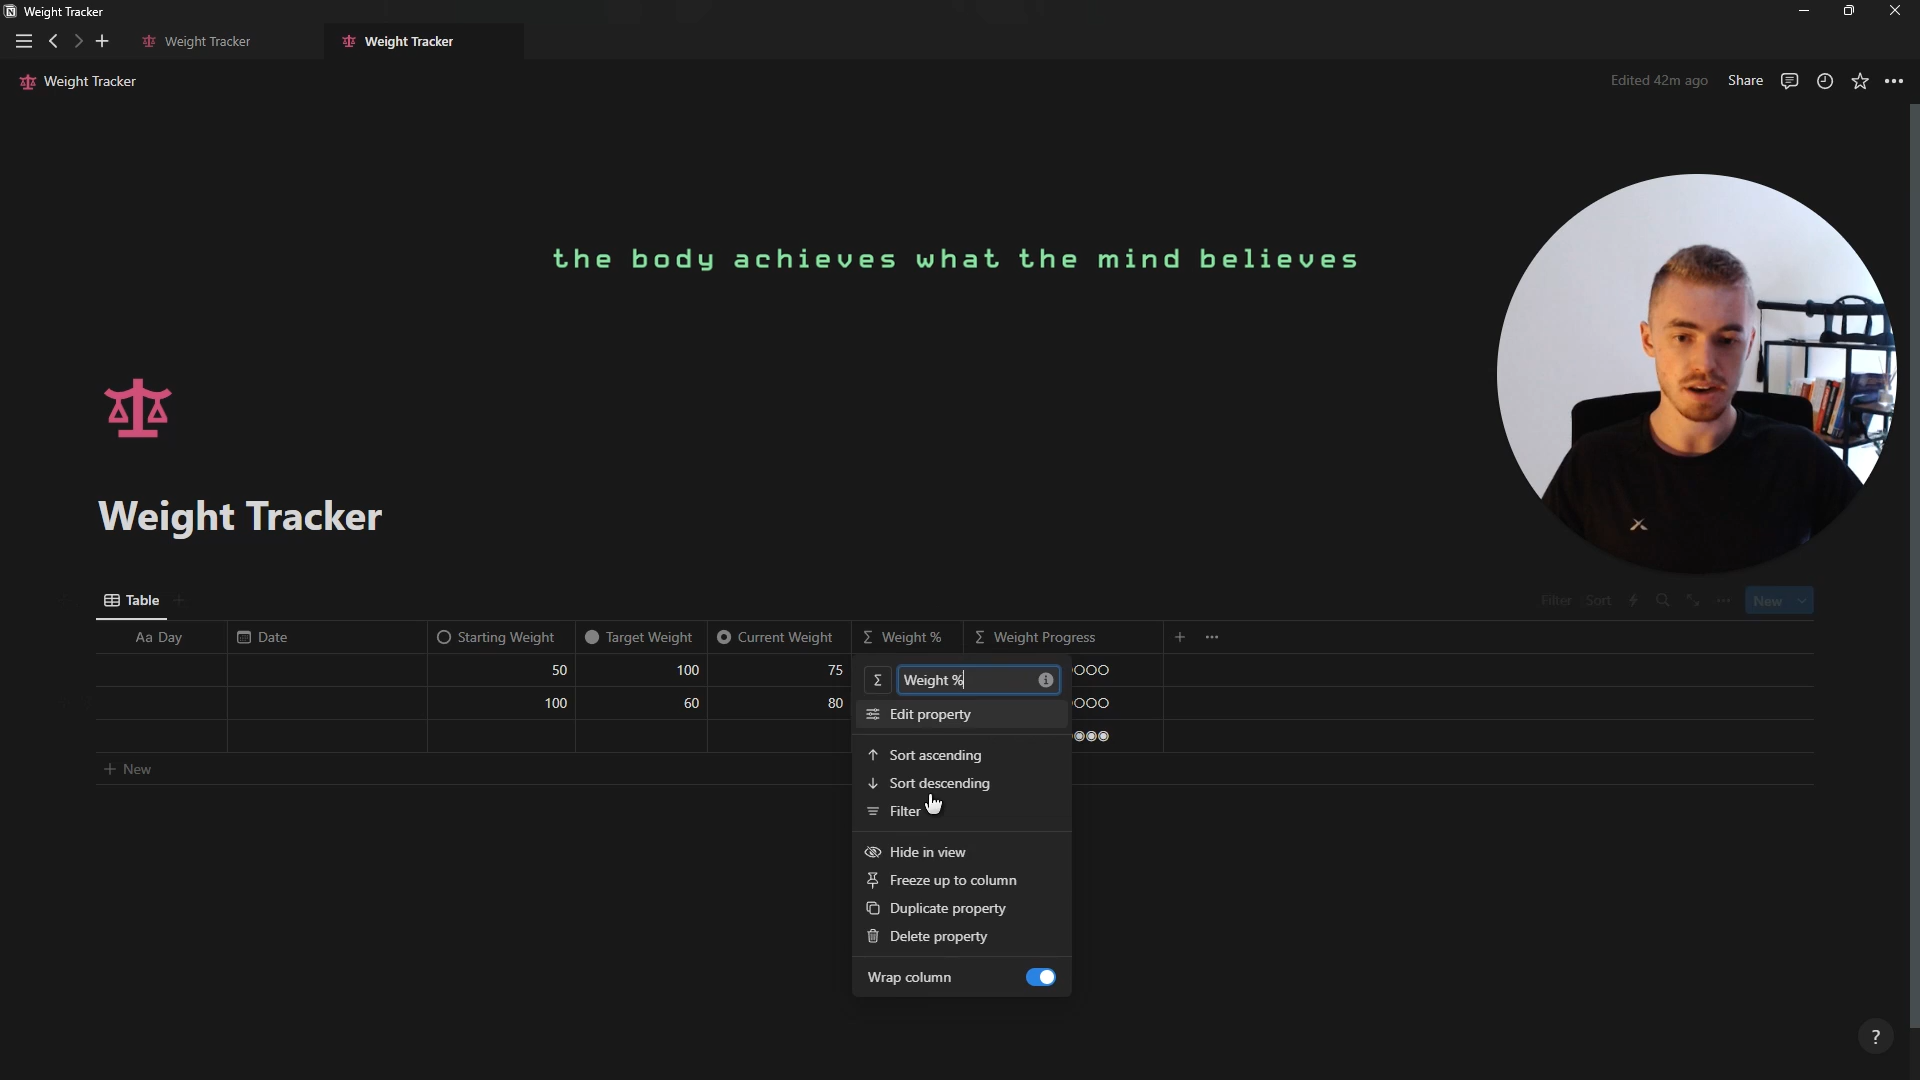 Weight Tracker
Weight Tracker
Weight Tracker
Weight Tracker
Edited 42m ago
Share
the body achieves what the mind believes
Weight Tracker
Table
Filter
Sort
New
Aa Day
Date
Starting Weight
Target Weight
Current Weight
Σ Weight %
Σ Weight Progress
50
100
75
100
60
80
New
Σ
Weight %
Edit property
Sort ascending
Sort descending
Filter
Hide in view
Freeze up to column
Duplicate property
Delete property
Wrap column
?